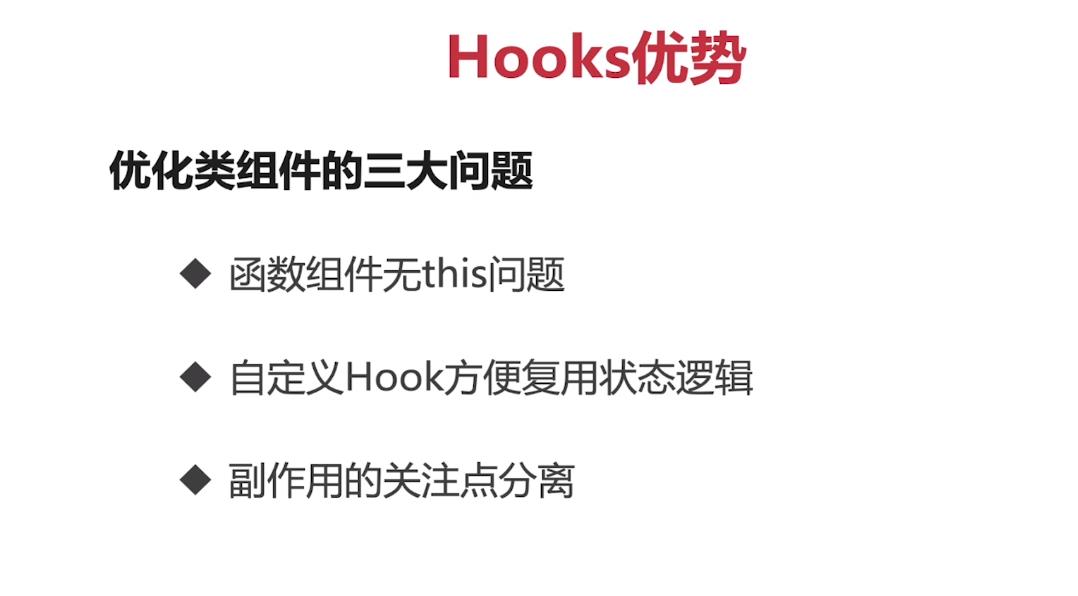 Hooks优势
优化类组件的三大问题
◆ 函数组件无this问题
◆ 自定义Hook方便复用状态逻辑
◆ 副作用的关注点分离